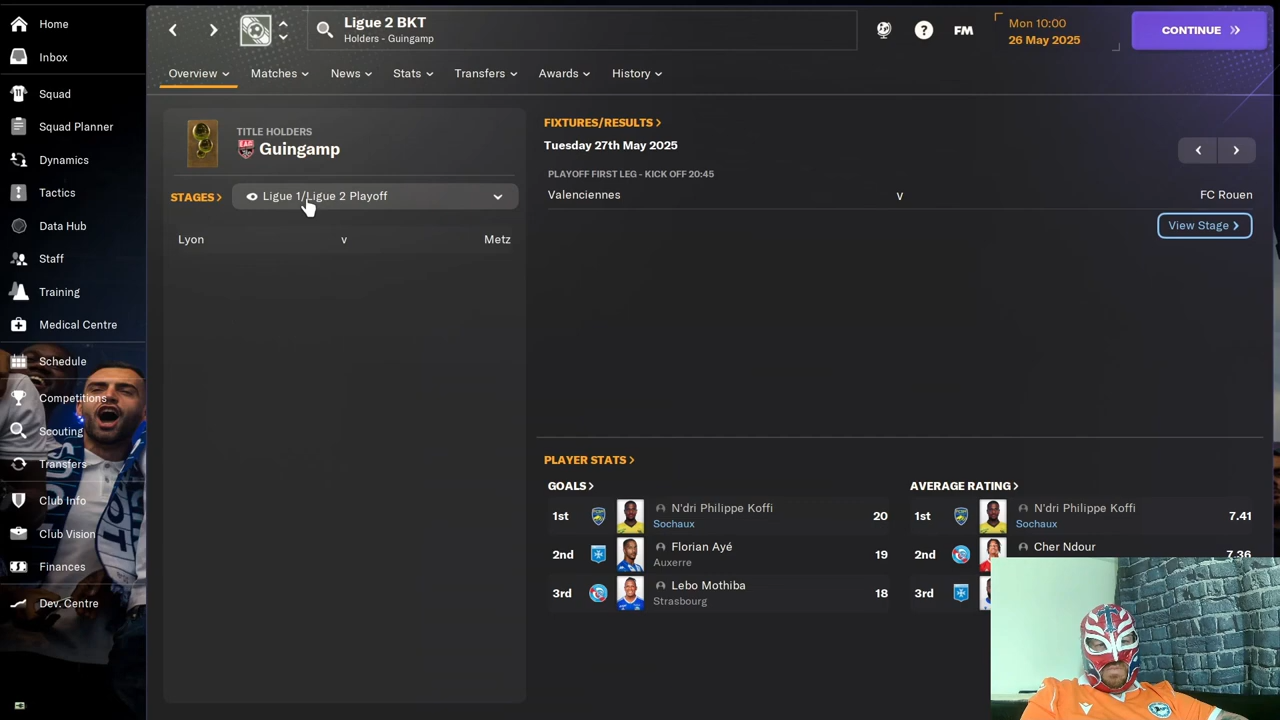 Home
Inbox
Squad
Squad Planner
Dynamics
Tactics
Data Hub
Staff
Training
Medical Centre
Schedule
Competitions
Scouting
Transfers
Club Info
Club Vision
Finances
Dev. Centre
Ligue 2 BKT
Holders - Guingamp
?
FM
Mon 10:00
26 May 2025
CONTINUE
Overview
Matches
News
Stats
Transfers
Awards
History
TITLE HOLDERS
Guingamp
STAGES
Ligue 1/Ligue 2 Playoff
Lyon v Metz
FIXTURES/RESULTS
Tuesday 27th May 2025
PLAYOFF FIRST LEG - KICK OFF 20:45
Valenciennes v FC Rouen
View Stage
PLAYER STATS
GOALS
1st N'dri Philippe Koffi 20
Sochaux
2nd Florian Ayé 19
Auxerre
3rd Lebo Mothiba 18
Strasbourg
AVERAGE RATING
1st N'dri Philippe Koffi 7.41
Sochaux
2nd Cher Ndour 7.36
3rd